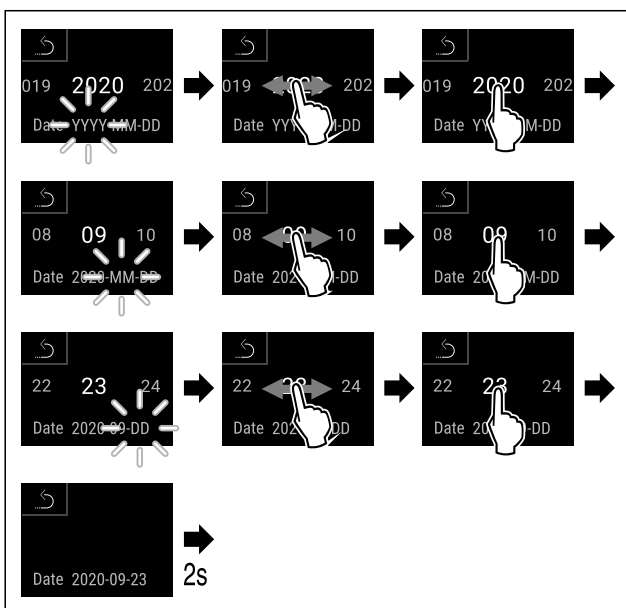 019 2020 202
Date YYYY-MM-DD
019 202
Date YYY M-DD
019 2020 202
Date YY M-DD
08 09 10
Date 2020-MM-DD
08 09 10
Date 202 -DD
08 09 10
Date 20 M-DD
22 23 24
Date 2020-09-DD
22 23 24
Date 202 DD
22 23 24
Date 20 -DD
Date 2020-09-23
2s